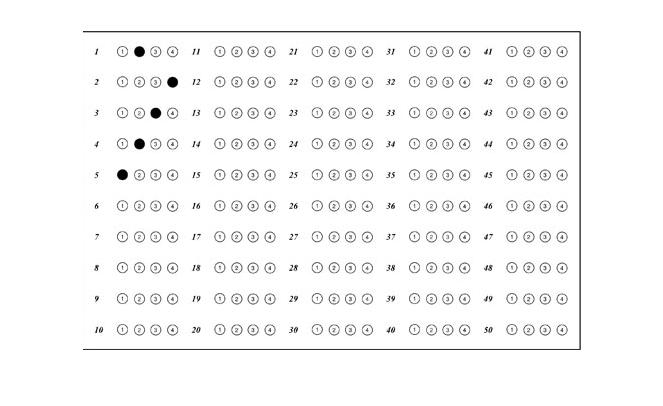 1 ① ● ③ ④ 11 ① ② ③ ④ 21 ① ② ③ ④ 31 ① ② ③ ④ 41 ① ② ③ ④
2 ① ② ③ ● 12 ① ② ③ ④ 22 ① ② ③ ④ 32 ① ② ③ ④ 42 ① ② ③ ④
3 ① ② ● ④ 13 ① ② ③ ④ 23 ① ② ③ ④ 33 ① ② ③ ④ 43 ① ② ③ ④
4 ① ● ③ ④ 14 ① ② ③ ④ 24 ① ② ③ ④ 34 ① ② ③ ④ 44 ① ② ③ ④
5 ● ② ③ ④ 15 ① ② ③ ④ 25 ① ② ③ ④ 35 ① ② ③ ④ 45 ① ② ③ ④
6 ① ② ③ ④ 16 ① ② ③ ④ 26 ① ② ③ ④ 36 ① ② ③ ④ 46 ① ② ③ ④
7 ① ② ③ ④ 17 ① ② ③ ④ 27 ① ② ③ ④ 37 ① ② ③ ④ 47 ① ② ③ ④
8 ① ② ③ ④ 18 ① ② ③ ④ 28 ① ② ③ ④ 38 ① ② ③ ④ 48 ① ② ③ ④
9 ① ② ③ ④ 19 ① ② ③ ④ 29 ① ② ③ ④ 39 ① ② ③ ④ 49 ① ② ③ ④
10 ① ② ③ ④ 20 ① ② ③ ④ 30 ① ② ③ ④ 40 ① ② ③ ④ 50 ① ② ③ ④